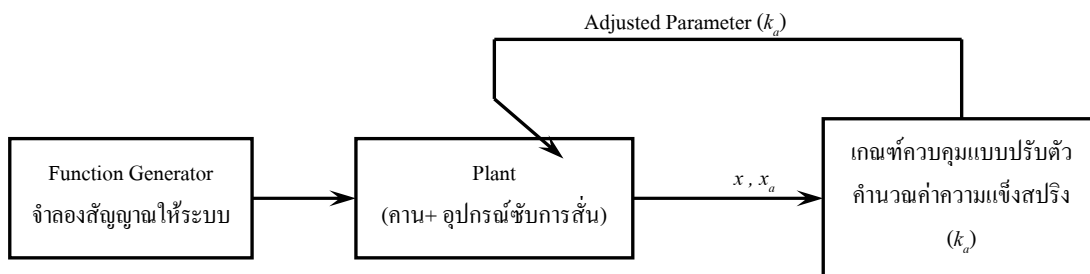 Adjusted Parameter (kₐ)
Function Generator
จำลองสัญญาณให้ระบบ
Plant
(คาน+ อุปกรณ์ซับการสั่น)
x , xₐ
เกณฑ์ควบคุมแบบปรับตัว
คำนวณค่าความแข็งสปริง
(kₐ)